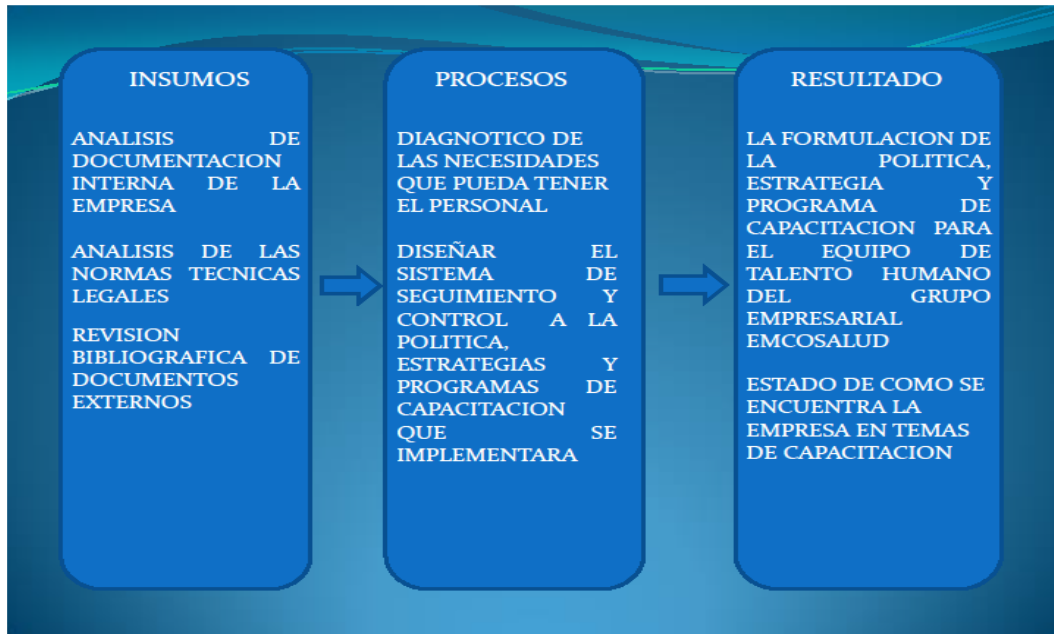 INSUMOS
ANALISIS DE
DOCUMENTACION
INTERNA DE LA
EMPRESA
ANALISIS DE LAS
NORMAS TECNICAS
LEGALES
REVISION
BIBLIOGRAFICA DE
DOCUMENTOS
EXTERNOS
PROCESOS
DIAGNOTICO DE
LAS NECESIDADES
QUE PUEDA TENER
EL PERSONAL
DISEÑAR EL
SISTEMA DE
SEGUIMIENTO Y
CONTROL A LA
POLITICA,
ESTRATEGIAS Y
PROGRAMAS DE
CAPACITACION
QUE SE
IMPLEMENTARA
RESULTADO
LA FORMULACION DE
LA POLITICA,
ESTRATEGIA Y
PROGRAMA DE
CAPACITACION PARA
EL EQUIPO DE
TALENTO HUMANO
DEL GRUPO
EMPRESARIAL
EMCOSALUD
ESTADO DE COMO SE
ENCUENTRA LA
EMPRESA EN TEMAS
DE CAPACITACION